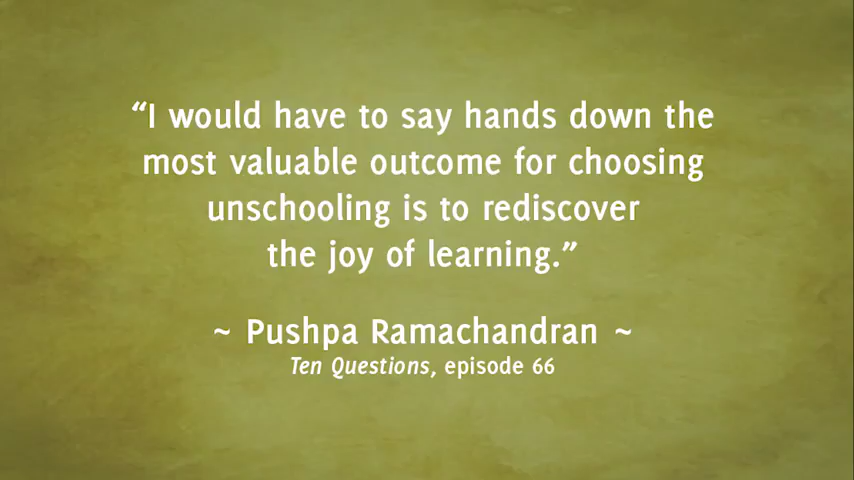 “I would have to say hands down the
most valuable outcome for choosing
unschooling is to rediscover
the joy of learning.”
~ Pushpa Ramachandran ~
Ten Questions, episode 66